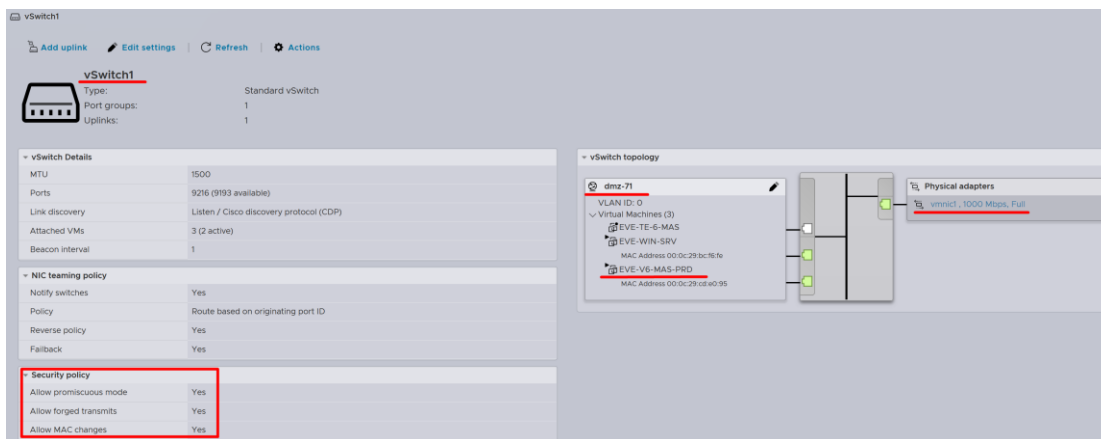 vSwitch1
Add uplink Edit settings Refresh Actions
vSwitch1
Type: Standard vSwitch
Port groups: 1
Uplinks: 1
vSwitch Details
MTU 1500
Ports 9216 (9193 available)
Link discovery Listen / Cisco discovery protocol (CDP)
Attached VMs 3 (2 active)
Beacon interval 1
NIC teaming policy
Notify switches Yes
Policy Route based on originating port ID
Reverse policy Yes
Failback Yes
Security policy
Allow promiscuous mode Yes
Allow forged transmits Yes
Allow MAC changes Yes
vSwitch topology
dmz-71
VLAN ID: 0
Virtual Machines (3)
EVE-TE-6-MAS
EVE-WIN-SRV
MAC Address 00:0c:29:bc:f6:fe
EVE-V6-MAS-PRD
MAC Address 00:0c:29:cd:e0:95
Physical adapters
vmnic1 , 1000 Mbps, Full